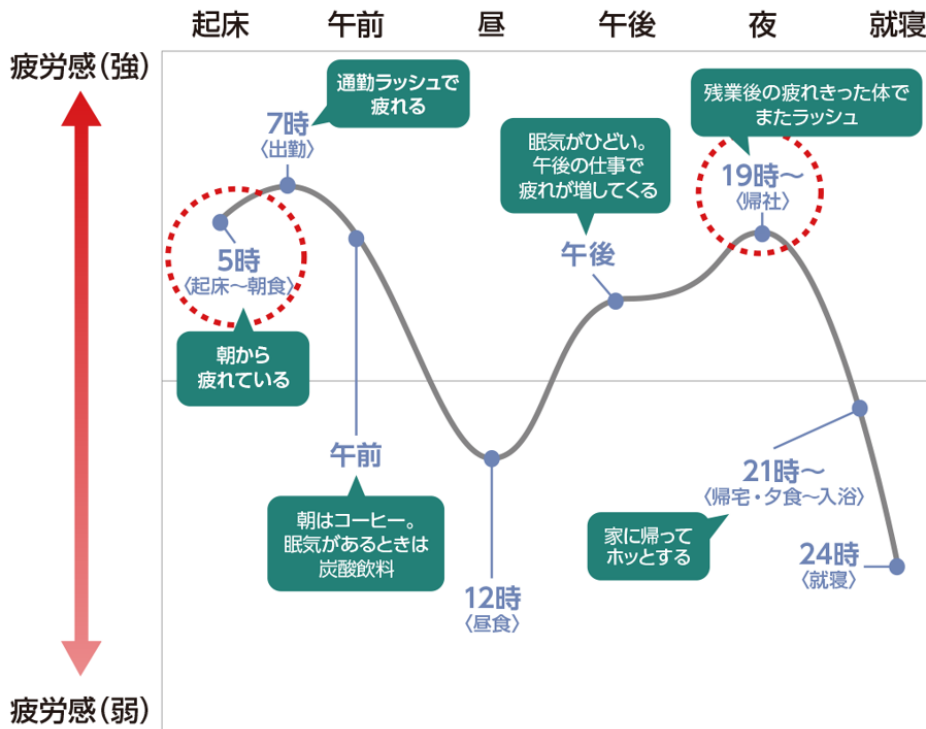 起床 午前 昼 午後 夜 就寝
疲労感（強）
通勤ラッシュで
疲れる
7時
〈出勤〉
5時
〈起床～朝食〉
朝から
疲れている
午前
朝はコーヒー。
眠気があるときは
炭酸飲料
12時
〈昼食〉
眠気がひどい。
午後の仕事で
疲れが増してくる
午後
残業後の疲れきった体で
またラッシュ
19時～
〈帰社〉
21時～
〈帰宅・夕食～入浴〉
家に帰って
ホッとする
24時
〈就寝〉
疲労感（弱）